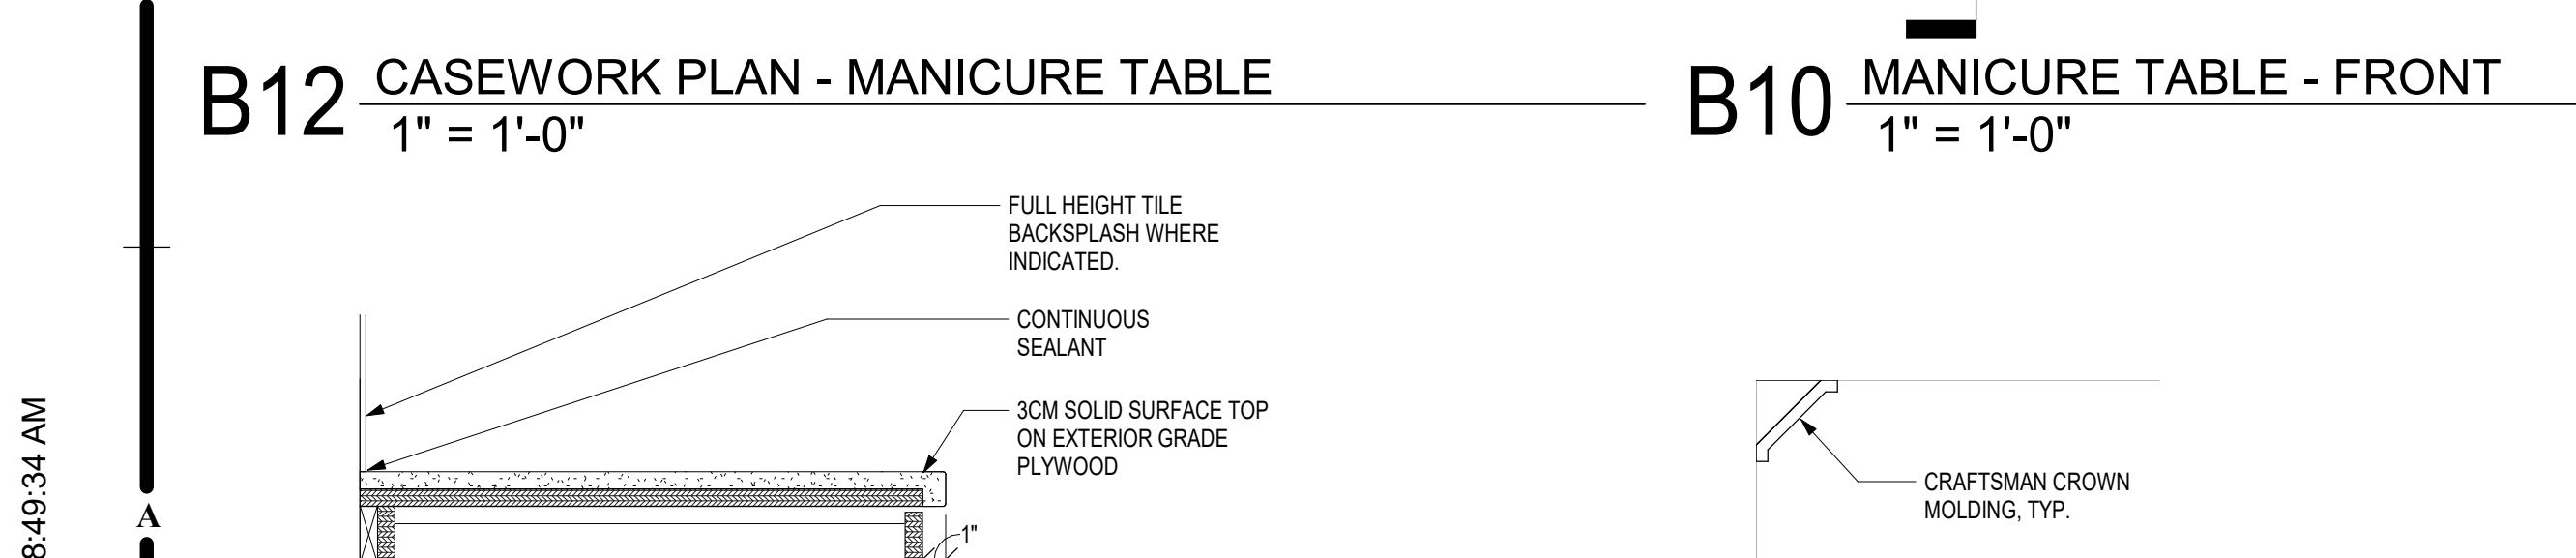 B12 CASEWORK PLAN - MANICURE TABLE
1" = 1'-0"
B10 MANICURE TABLE - FRONT
1" = 1'-0"
FULL HEIGHT TILE
BACKSPLASH WHERE
INDICATED.
CONTINUOUS
SEALANT
3CM SOLID SURFACE TOP
ON EXTERIOR GRADE
PLYWOOD
1"
CRAFTSMAN CROWN
MOLDING, TYP.
A
8:49:34 AM